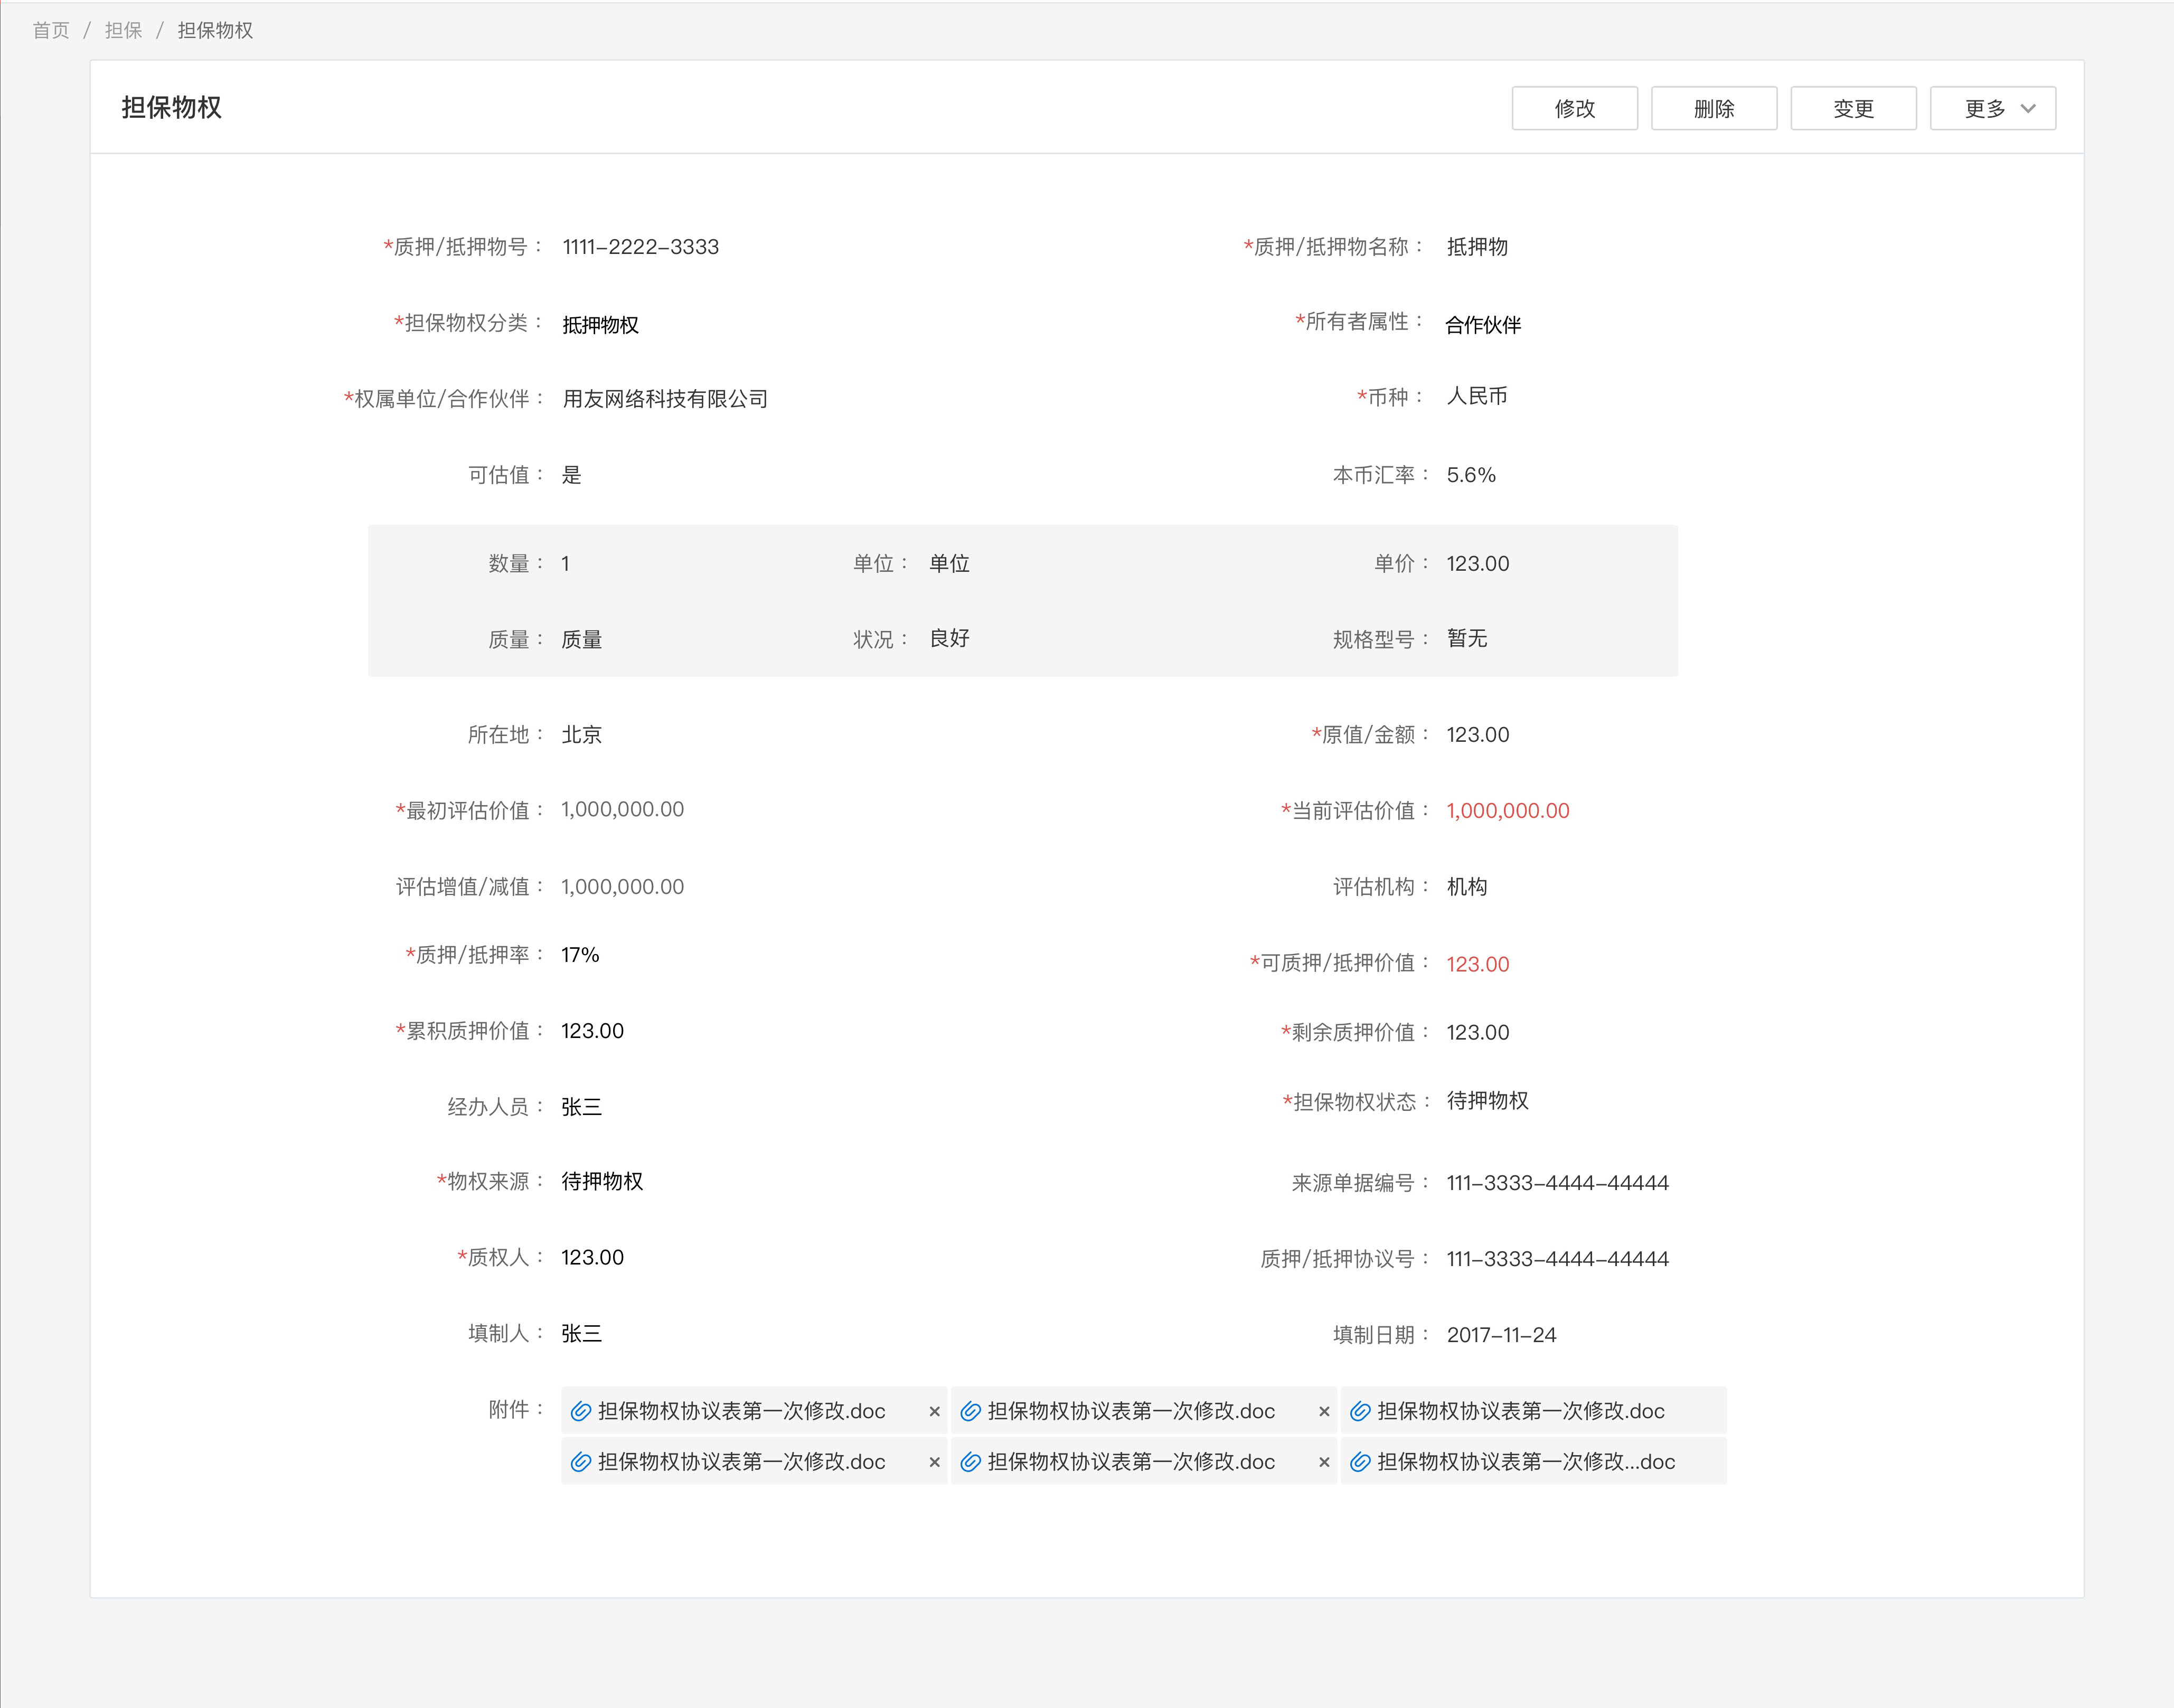 首页 / 担保 / 担保物权
担保物权 修改 删除 变更 更多
*质押/抵押物号： 1111-2222-3333 *质押/抵押物名称： 抵押物
*担保物权分类： 抵押物权 *所有者属性： 合作伙伴
*权属单位/合作伙伴： 用友网络科技有限公司 *币种： 人民币
可估值： 是 本币汇率： 5.6%
数量： 1 单位： 单位 单价： 123.00
质量： 质量 状况： 良好 规格型号： 暂无
所在地： 北京 *原值/金额： 123.00
*最初评估价值： 1,000,000.00 *当前评估价值： 1,000,000.00
评估增值/减值： 1,000,000.00 评估机构： 机构
*质押/抵押率： 17% *可质押/抵押价值： 123.00
*累积质押价值： 123.00 *剩余质押价值： 123.00
经办人员： 张三 *担保物权状态： 待押物权
*物权来源： 待押物权 来源单据编号： 111-3333-4444-44444
*质权人： 123.00 质押/抵押协议号： 111-3333-4444-44444
填制人： 张三 填制日期： 2017-11-24
附件： 担保物权协议表第一次修改.doc × 担保物权协议表第一次修改.doc × 担保物权协议表第一次修改.doc
担保物权协议表第一次修改.doc × 担保物权协议表第一次修改.doc × 担保物权协议表第一次修改...doc